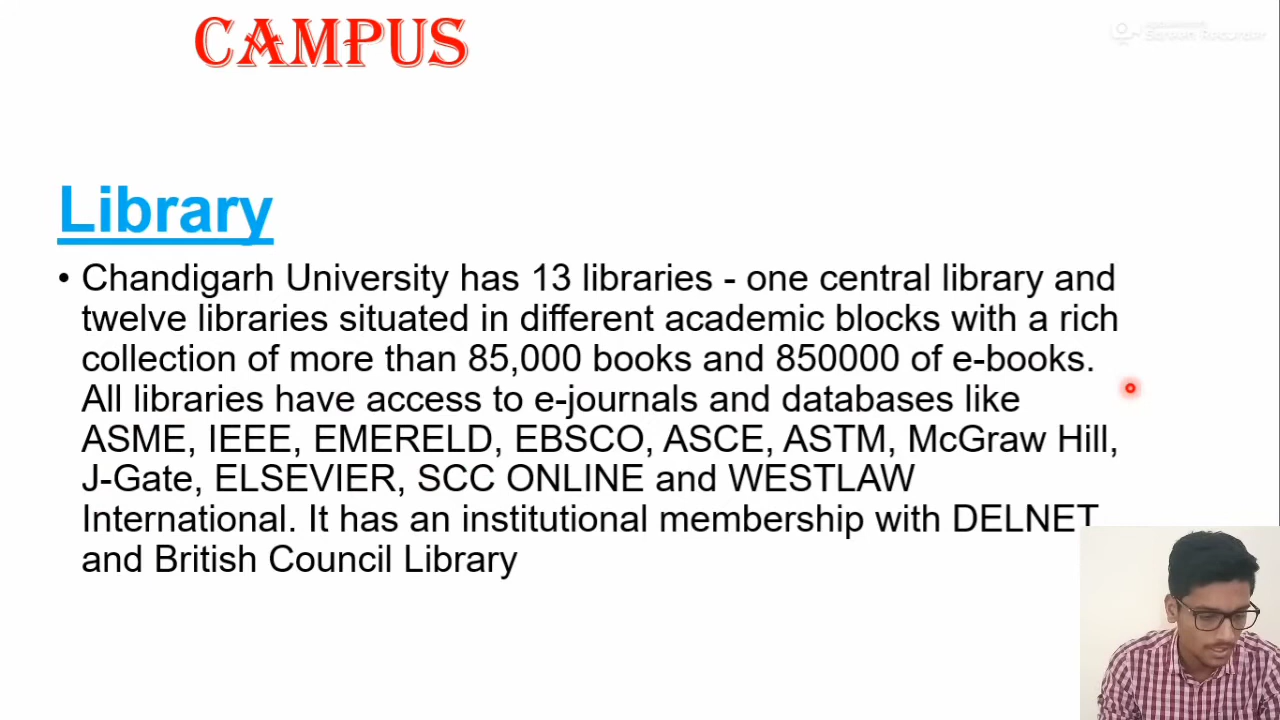 CAMPUS
Screen Recorder
Library
• Chandigarh University has 13 libraries - one central library and
twelve libraries situated in different academic blocks with a rich
collection of more than 85,000 books and 850000 of e-books.
All libraries have access to e-journals and databases like
ASME, IEEE, EMERELD, EBSCO, ASCE, ASTM, McGraw Hill,
J-Gate, ELSEVIER, SCC ONLINE and WESTLAW
International. It has an institutional membership with DELNET
and British Council Library